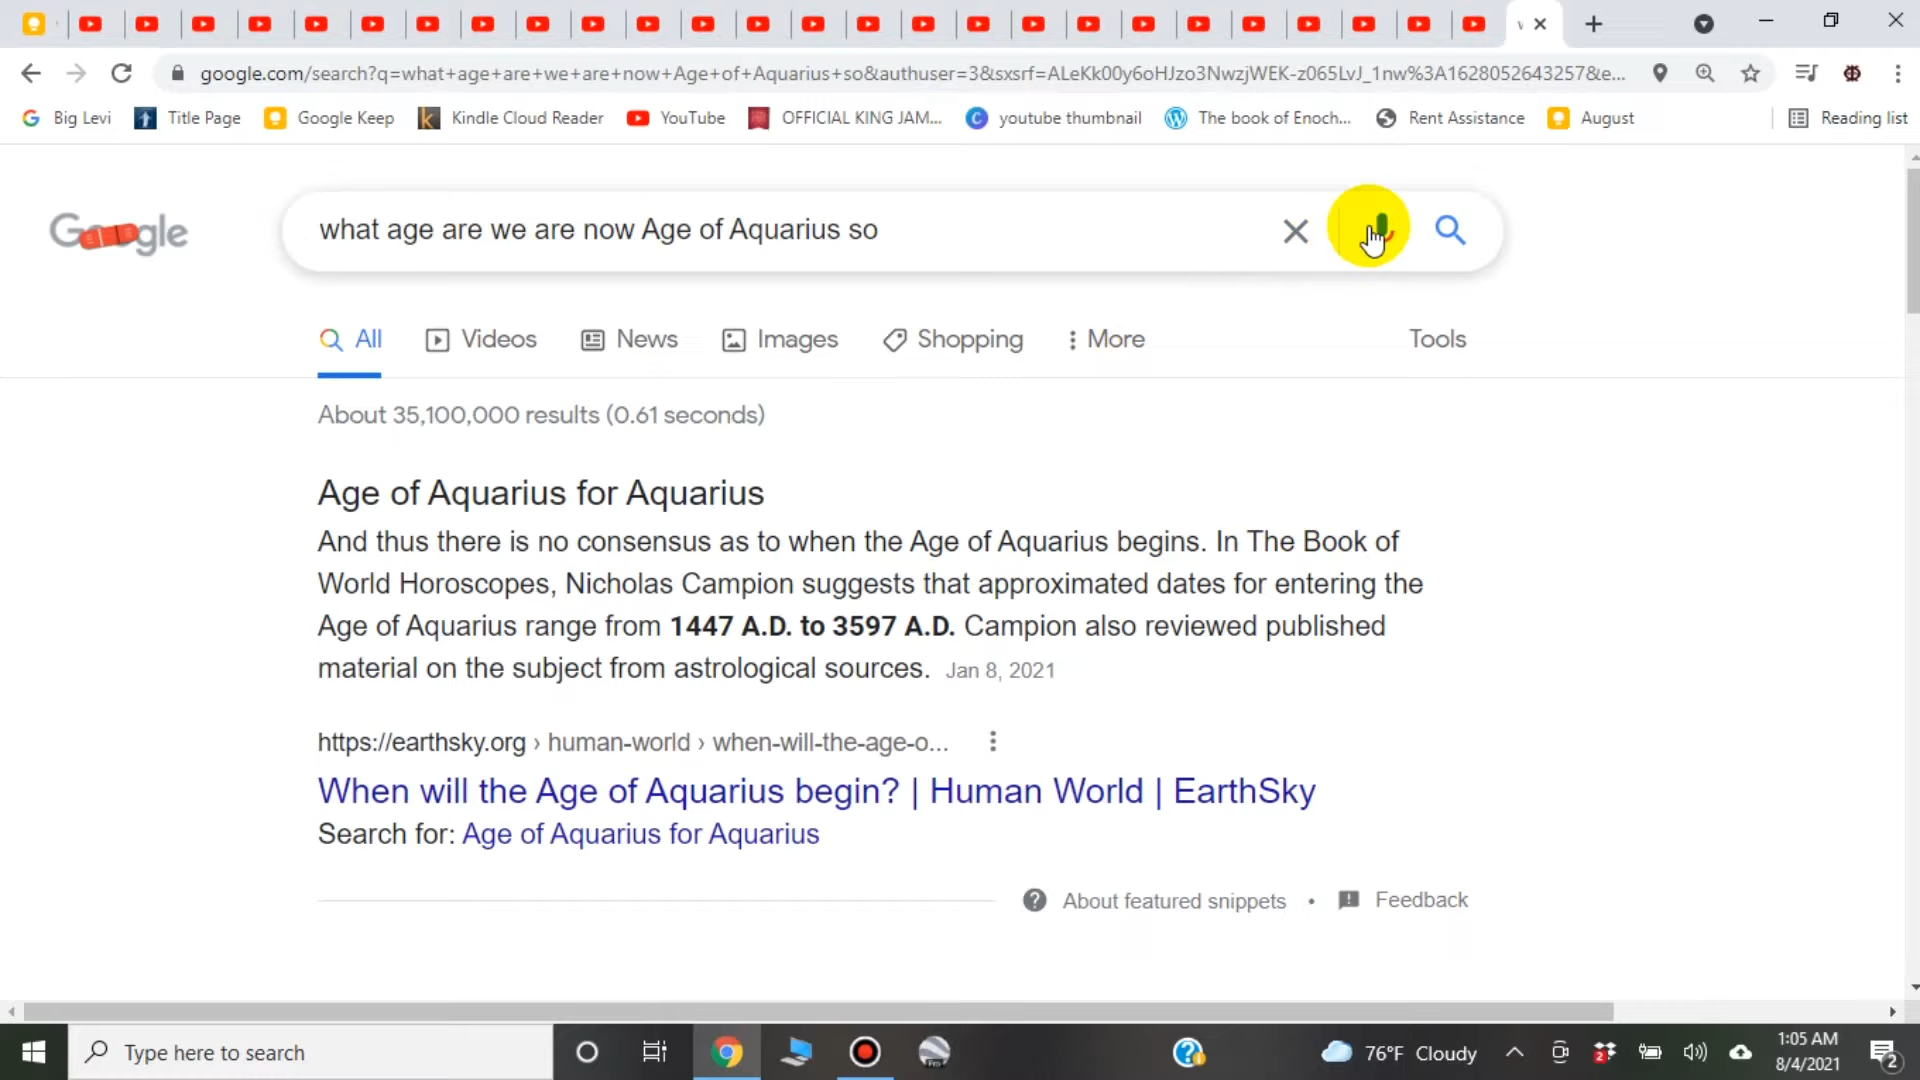 google.com/search?q=what+age+are+we+are+now+Age+of+Aquarius+so&authuser=3&sxsrf=ALeKk00y6oHJzo3NwzjWEK-z065LvJ_1nw%3A1628052643257&e...
Big Levi Title Page Google Keep Kindle Cloud Reader YouTube OFFICIAL KING JAM... youtube thumbnail The book of Enoch... Rent Assistance August Reading list
Google what age are we are now Age of Aquarius so
All Videos News Images Shopping More Tools
About 35,100,000 results (0.61 seconds)
Age of Aquarius for Aquarius
And thus there is no consensus as to when the Age of Aquarius begins. In The Book of
World Horoscopes, Nicholas Campion suggests that approximated dates for entering the
Age of Aquarius range from 1447 A.D. to 3597 A.D. Campion also reviewed published
material on the subject from astrological sources. Jan 8, 2021
https://earthsky.org › human-world › when-will-the-age-o...
When will the Age of Aquarius begin? | Human World | EarthSky
Search for: Age of Aquarius for Aquarius
About featured snippets • Feedback
Type here to search 76°F Cloudy 1:05 AM
8/4/2021 2